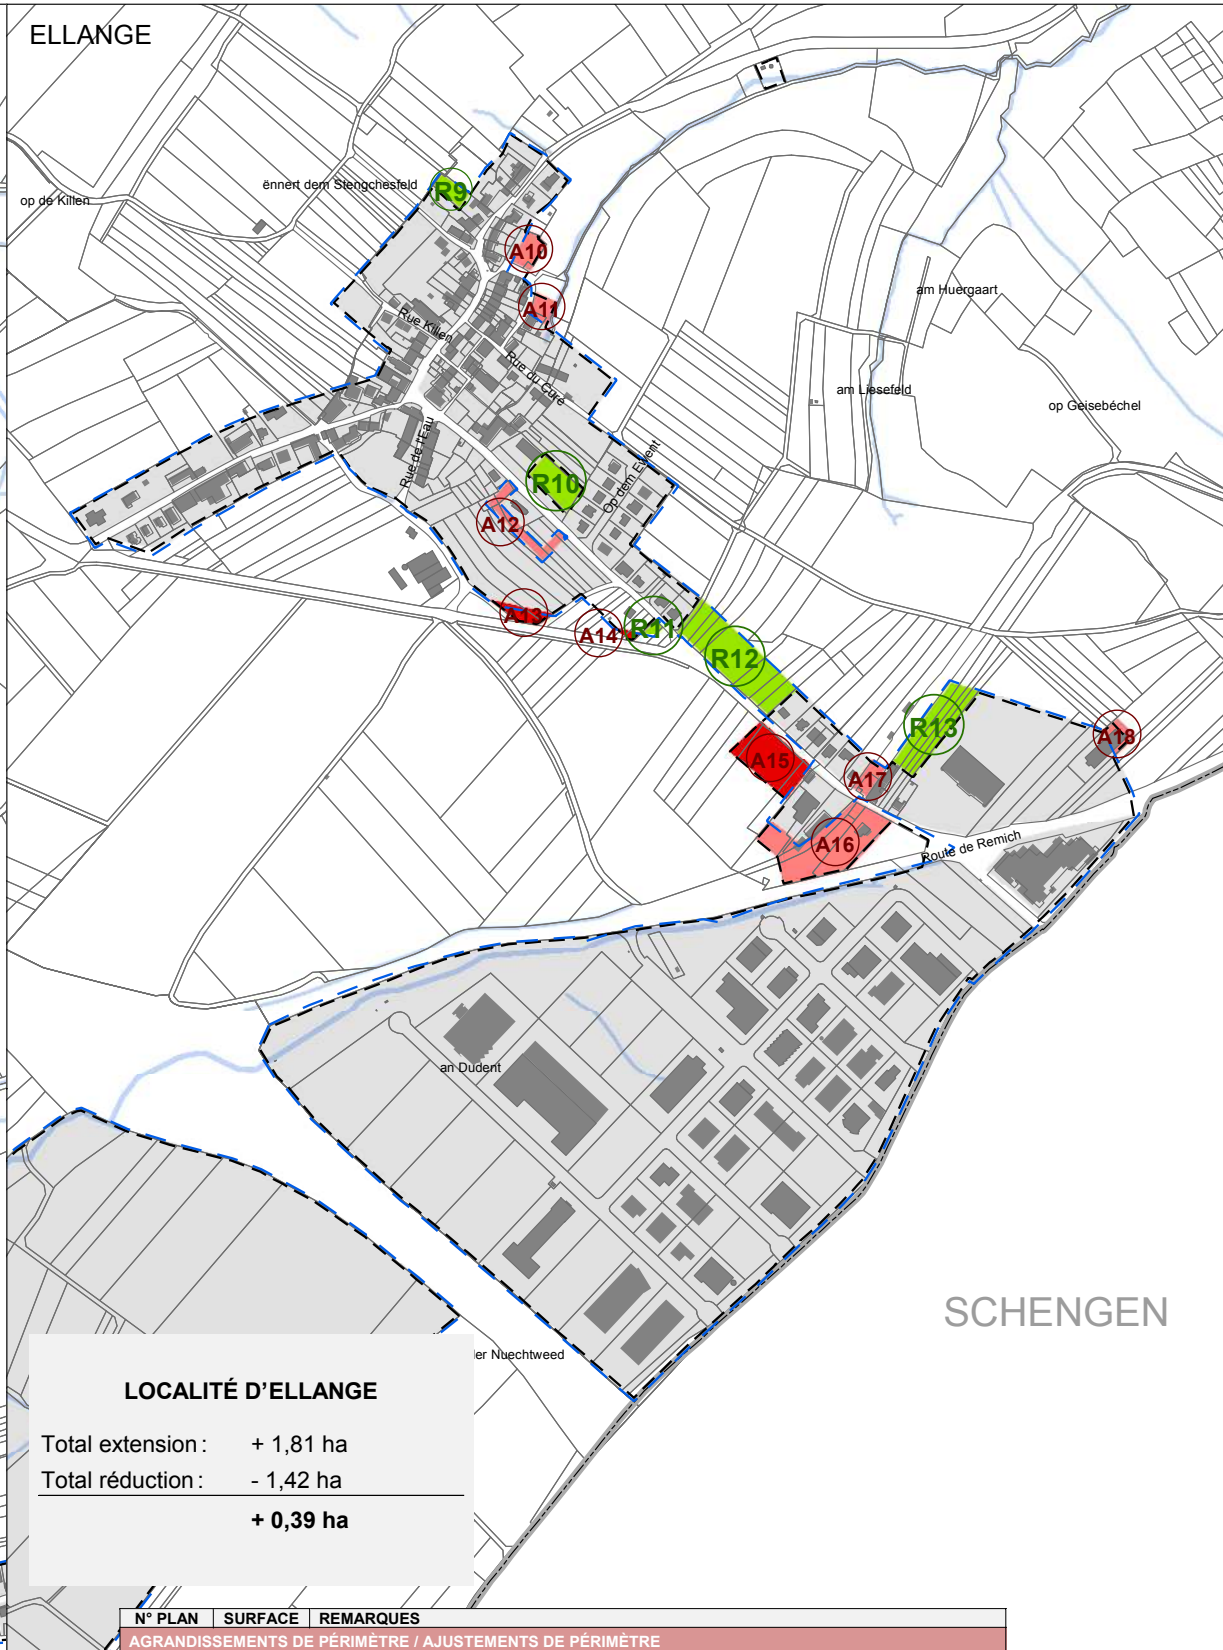 ELLANGE
ënnert dem Stengchesfeld
op de Killen
R9
A10
am Huergaart
A11
Rue Killen
Rue du Curé
am Liesefeld
op Geisebéchel
Rue de l'Eau
Op dem Ewent
R10
A12
A13
A14
R11
R12
R13
A18
A15
A17
A16
Route de Remich
an Dudent
SCHENGEN
ler Nuechtweed
LOCALITÉ D'ELLANGE
Total extension : + 1,81 ha
Total réduction : - 1,42 ha
+ 0,39 ha
N° PLAN SURFACE REMARQUES
AGRANDISSEMENTS DE PÉRIMÈTRE / AJUSTEMENTS DE PÉRIMÈTRE